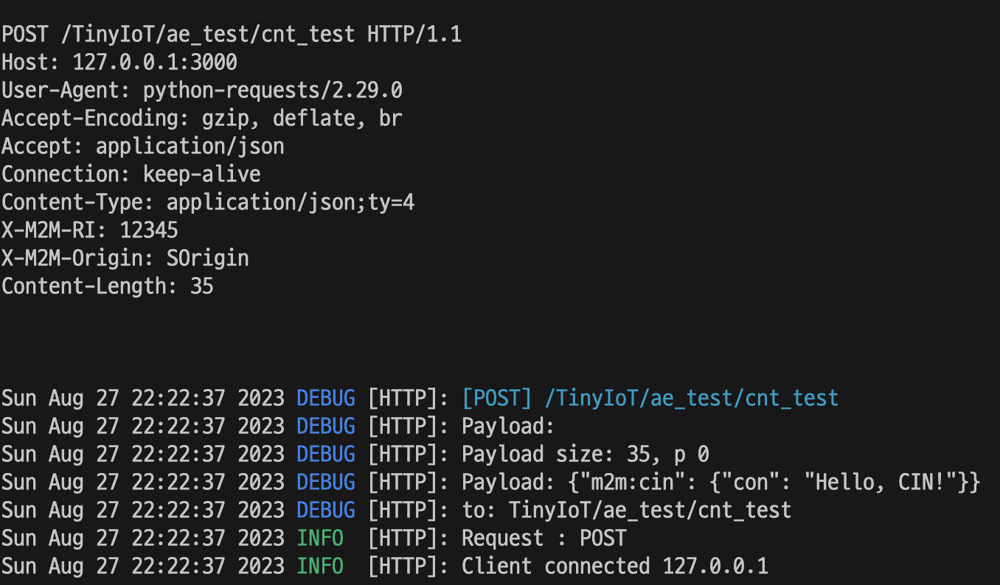 POST /TinyIoT/ae_test/cnt_test HTTP/1.1
Host: 127.0.0.1:3000
User-Agent: python-requests/2.29.0
Accept-Encoding: gzip, deflate, br
Accept: application/json
Connection: keep-alive
Content-Type: application/json;ty=4
X-M2M-RI: 12345
X-M2M-Origin: SOrigin
Content-Length: 35
Sun Aug 27 22:22:37 2023 DEBUG [HTTP]: [POST] /TinyIoT/ae_test/cnt_test
Sun Aug 27 22:22:37 2023 DEBUG [HTTP]: Payload:
Sun Aug 27 22:22:37 2023 DEBUG [HTTP]: Payload size: 35, p 0
Sun Aug 27 22:22:37 2023 DEBUG [HTTP]: Payload: {"m2m:cin": {"con": "Hello, CIN!"}}
Sun Aug 27 22:22:37 2023 DEBUG [HTTP]: to: TinyIoT/ae_test/cnt_test
Sun Aug 27 22:22:37 2023 INFO  [HTTP]: Request : POST
Sun Aug 27 22:22:37 2023 INFO  [HTTP]: Client connected 127.0.0.1